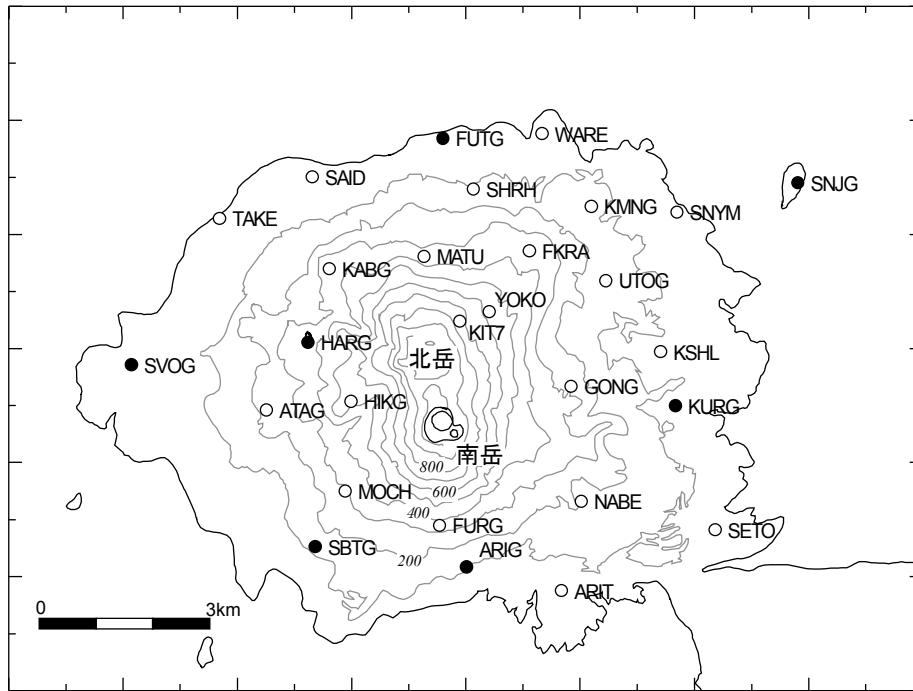 WARE
FUTG
SAID
SNJG
SHRH
KMNG
SNYM
TAKE
MATU
FKRA
KABG
UTOG
YOKO
KIT7
HARG
KSHL
北岳
SVOG
GONG
HIKG
KURG
ATAG
南岳
800
MOCH
600
NABE
400
FURG
SETO
SBTG
ARIG
200
ARIT
0 3km